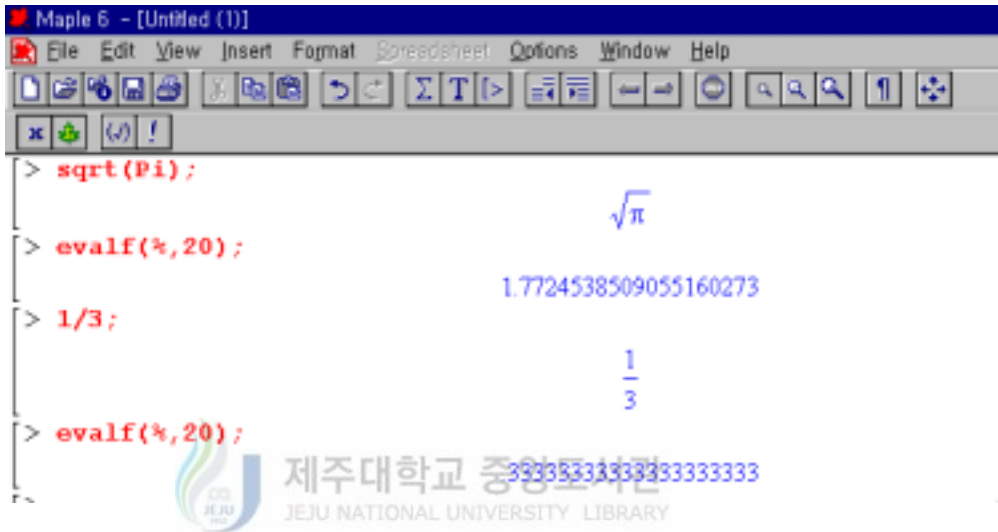 Maple 6 - [Untitled (1)]
File Edit View Insert Format Spreadsheet Options Window Help
> sqrt(Pi);
√π
> evalf(%,20);
1.7724538509055160273
> 1/3;
1
3
> evalf(%,20);
.33333333333333333333
제주대학교 중앙도서관
JEJU NATIONAL UNIVERSITY LIBRARY
>